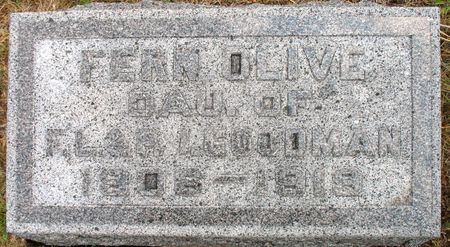 FERN OLIVE
DAU. OF
F.L. & GOODMAN
1919